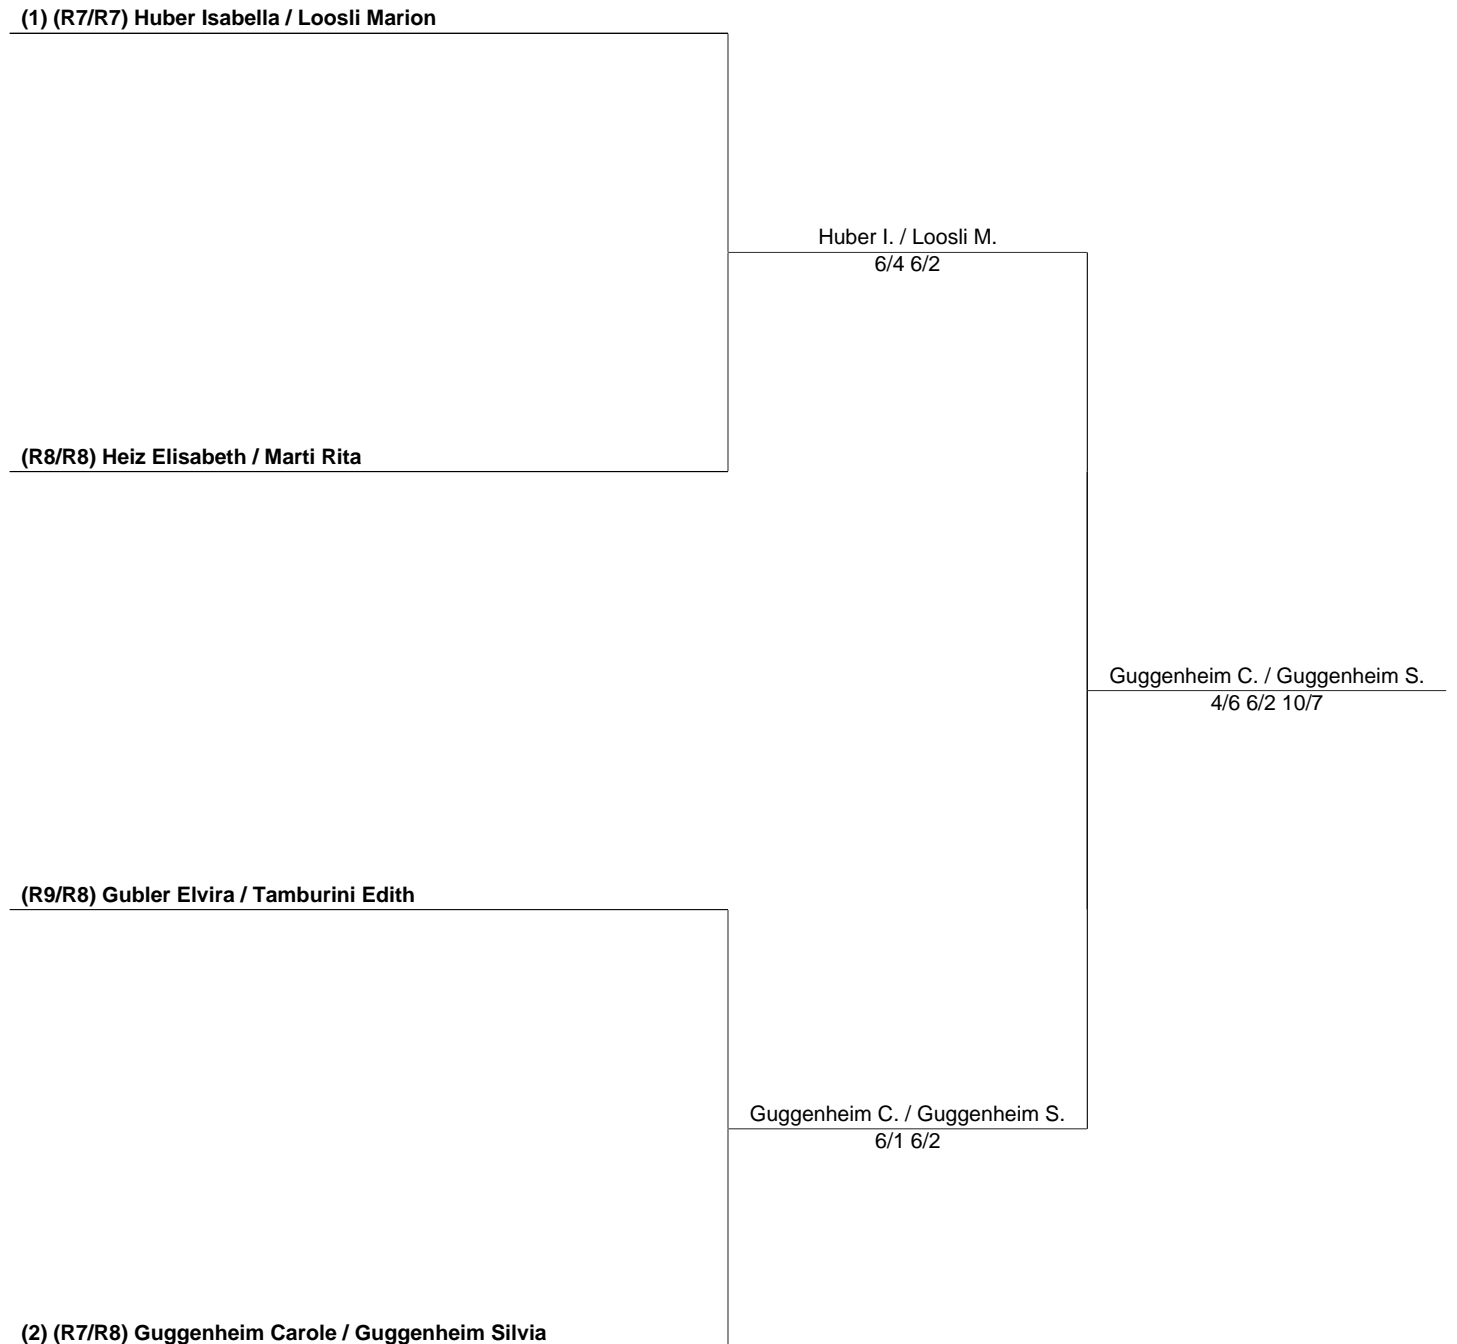 (1) (R7/R7) Huber Isabella / Loosli Marion
Huber I. / Loosli M.
6/4 6/2
(R8/R8) Heiz Elisabeth / Marti Rita
Guggenheim C. / Guggenheim S.
4/6 6/2 10/7
(R9/R8) Gubler Elvira / Tamburini Edith
Guggenheim C. / Guggenheim S.
6/1 6/2
(2) (R7/R8) Guggenheim Carole / Guggenheim Silvia